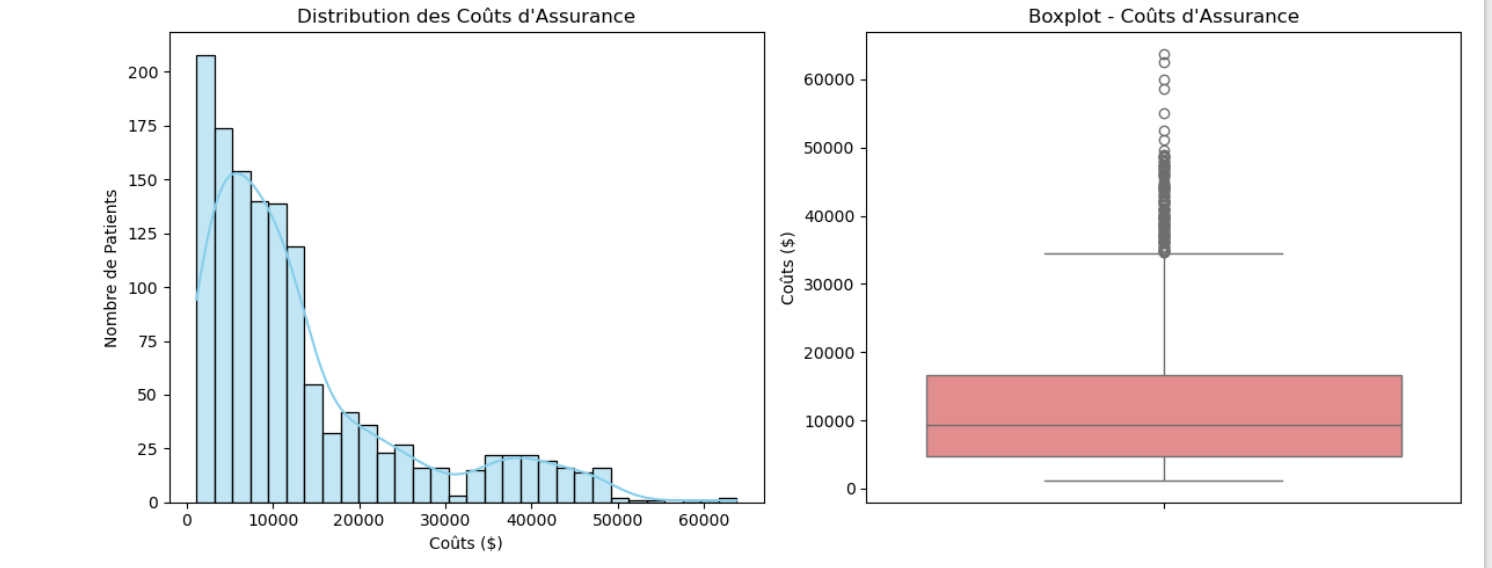 Distribution des Coûts d'Assurance
200
175
150
125
100
75
50
25
0
Nombre de Patients
0 10000 20000 30000 40000 50000 60000
Coûts ($)
Boxplot - Coûts d'Assurance
60000
50000
40000
30000
20000
10000
0
Coûts ($)